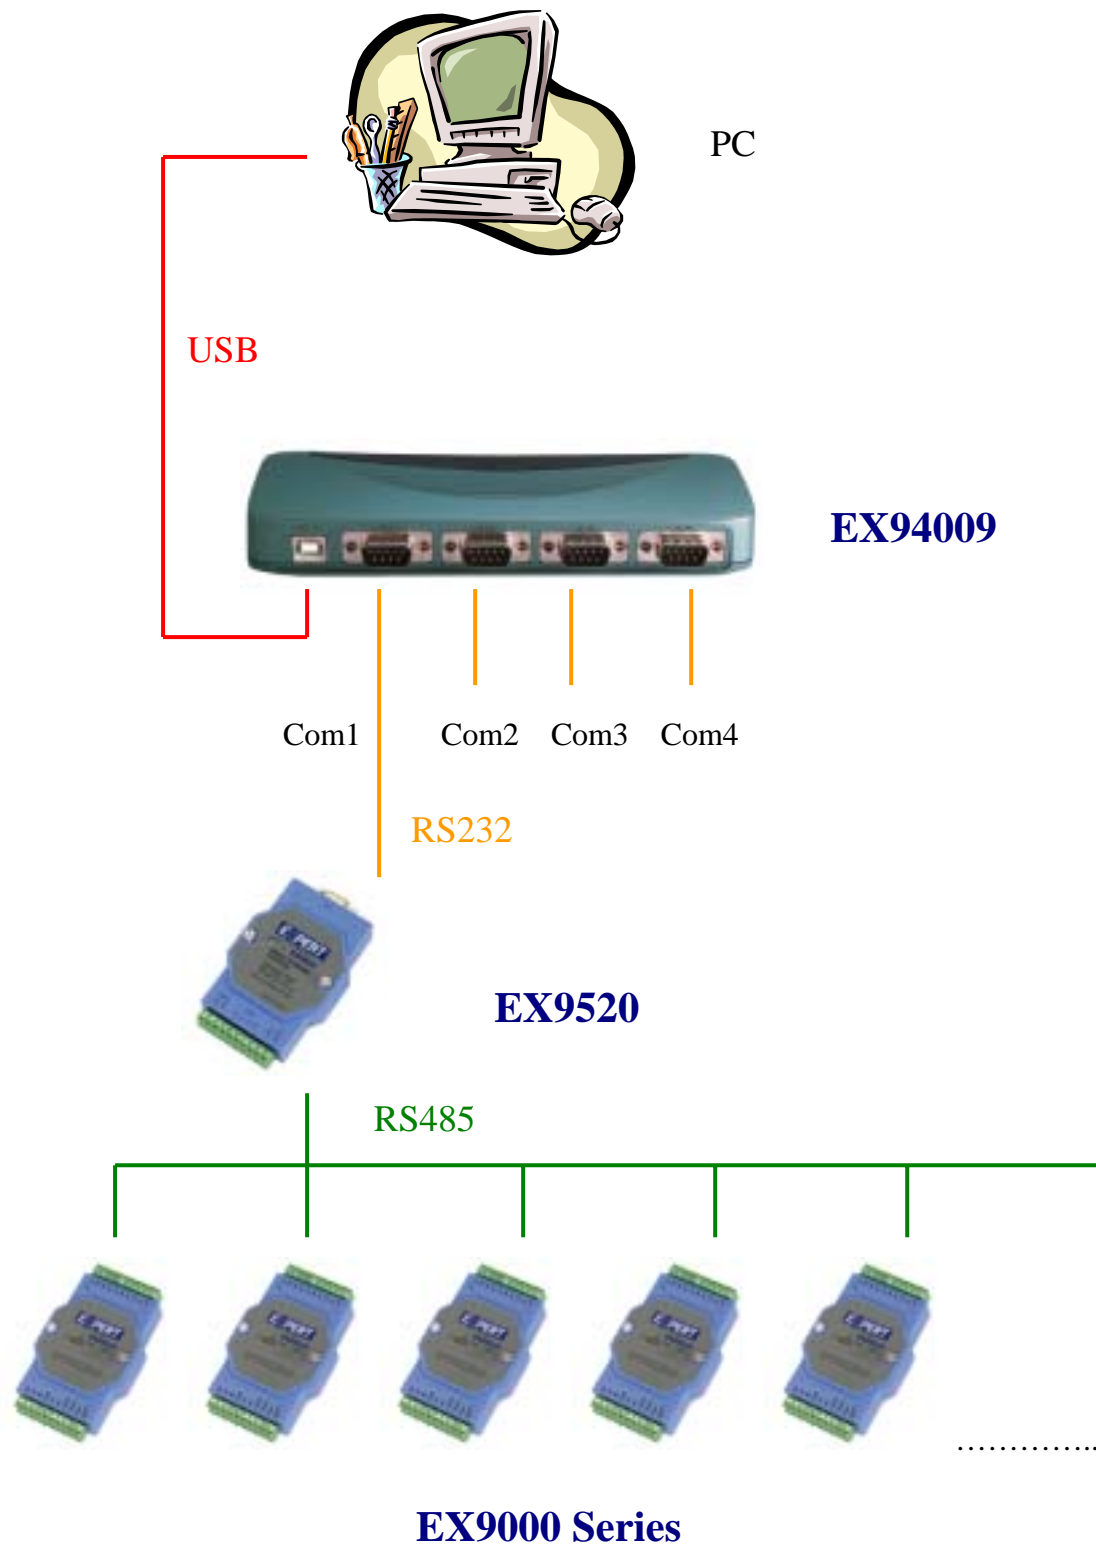 PC
USB
EX94009
Com1 Com2 Com3 Com4
RS232
EX9520
RS485
…………..
EX9000 Series